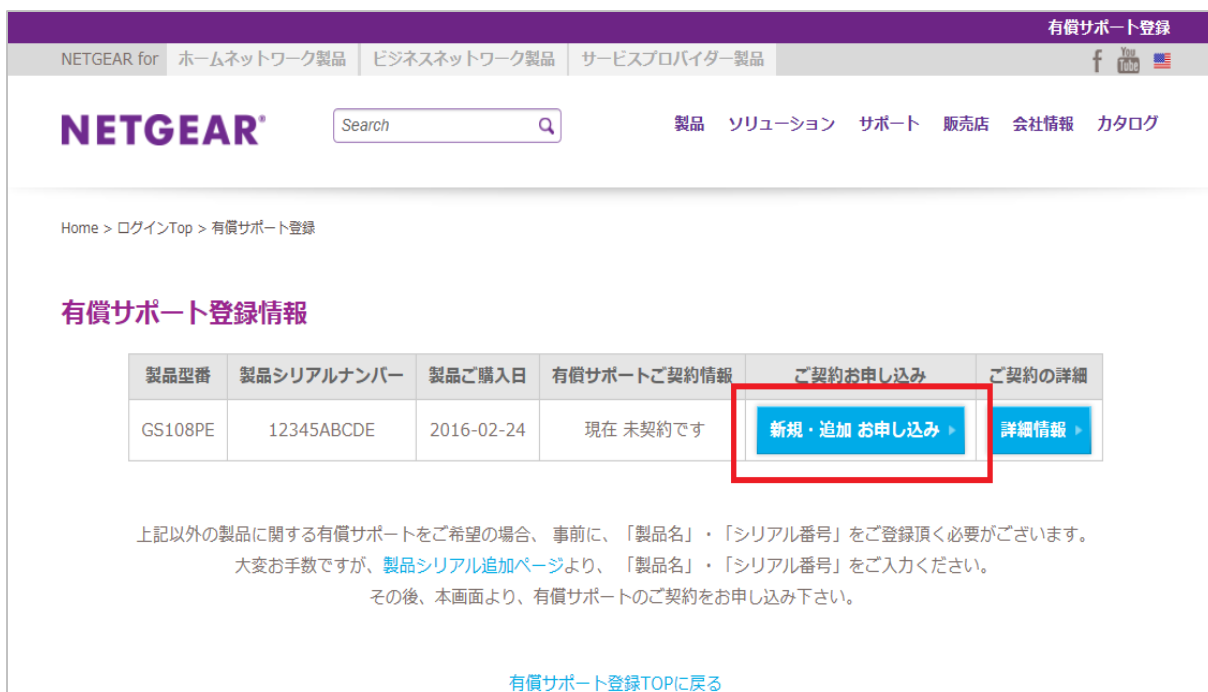 有償サポート登録
NETGEAR for ホームネットワーク製品 ビジネスネットワーク製品 サービスプロバイダー製品 f You Tube
NETGEAR® Search 製品 ソリューション サポート 販売店 会社情報 カタログ
Home > ログインTop > 有償サポート登録
有償サポート登録情報
製品型番 製品シリアルナンバー 製品ご購入日 有償サポートご契約情報 ご契約お申し込み ご契約の詳細
GS108PE 12345ABCDE 2016-02-24 現在 未契約です 新規・追加 お申し込み 詳細情報
上記以外の製品に関する有償サポートをご希望の場合、 事前に、「製品名」・「シリアル番号」をご登録頂く必要がございます。
大変お手数ですが、製品シリアル追加ページより、 「製品名」・「シリアル番号」をご入力ください。
その後、本画面より、有償サポートのご契約をお申し込み下さい。
有償サポート登録TOPに戻る